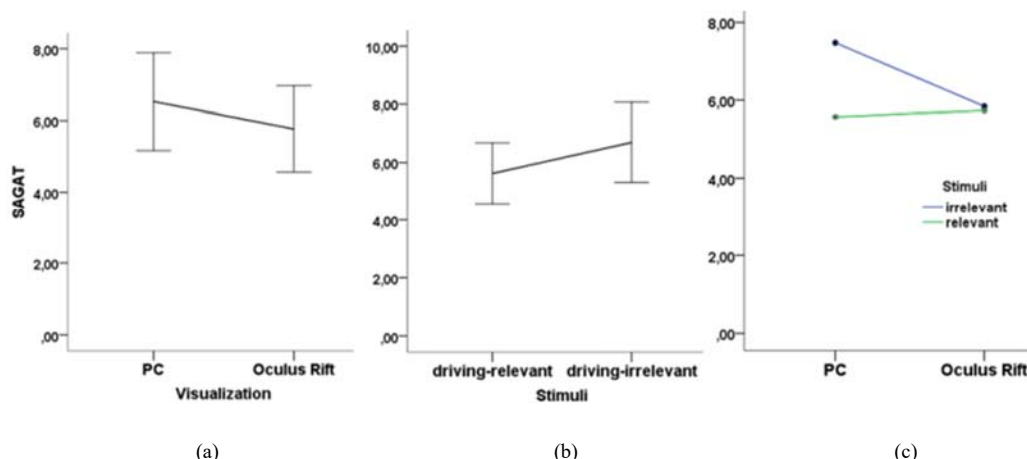 SAGAT
8,00
6,00
4,00
2,00
,00
PC Oculus Rift
Visualization
10,00
8,00
6,00
4,00
2,00
,00
driving-relevant driving-irrelevant
Stimuli
8,00
6,00
4,00
2,00
,00
Stimuli
irrelevant
relevant
PC Oculus Rift
(a) (b) (c)